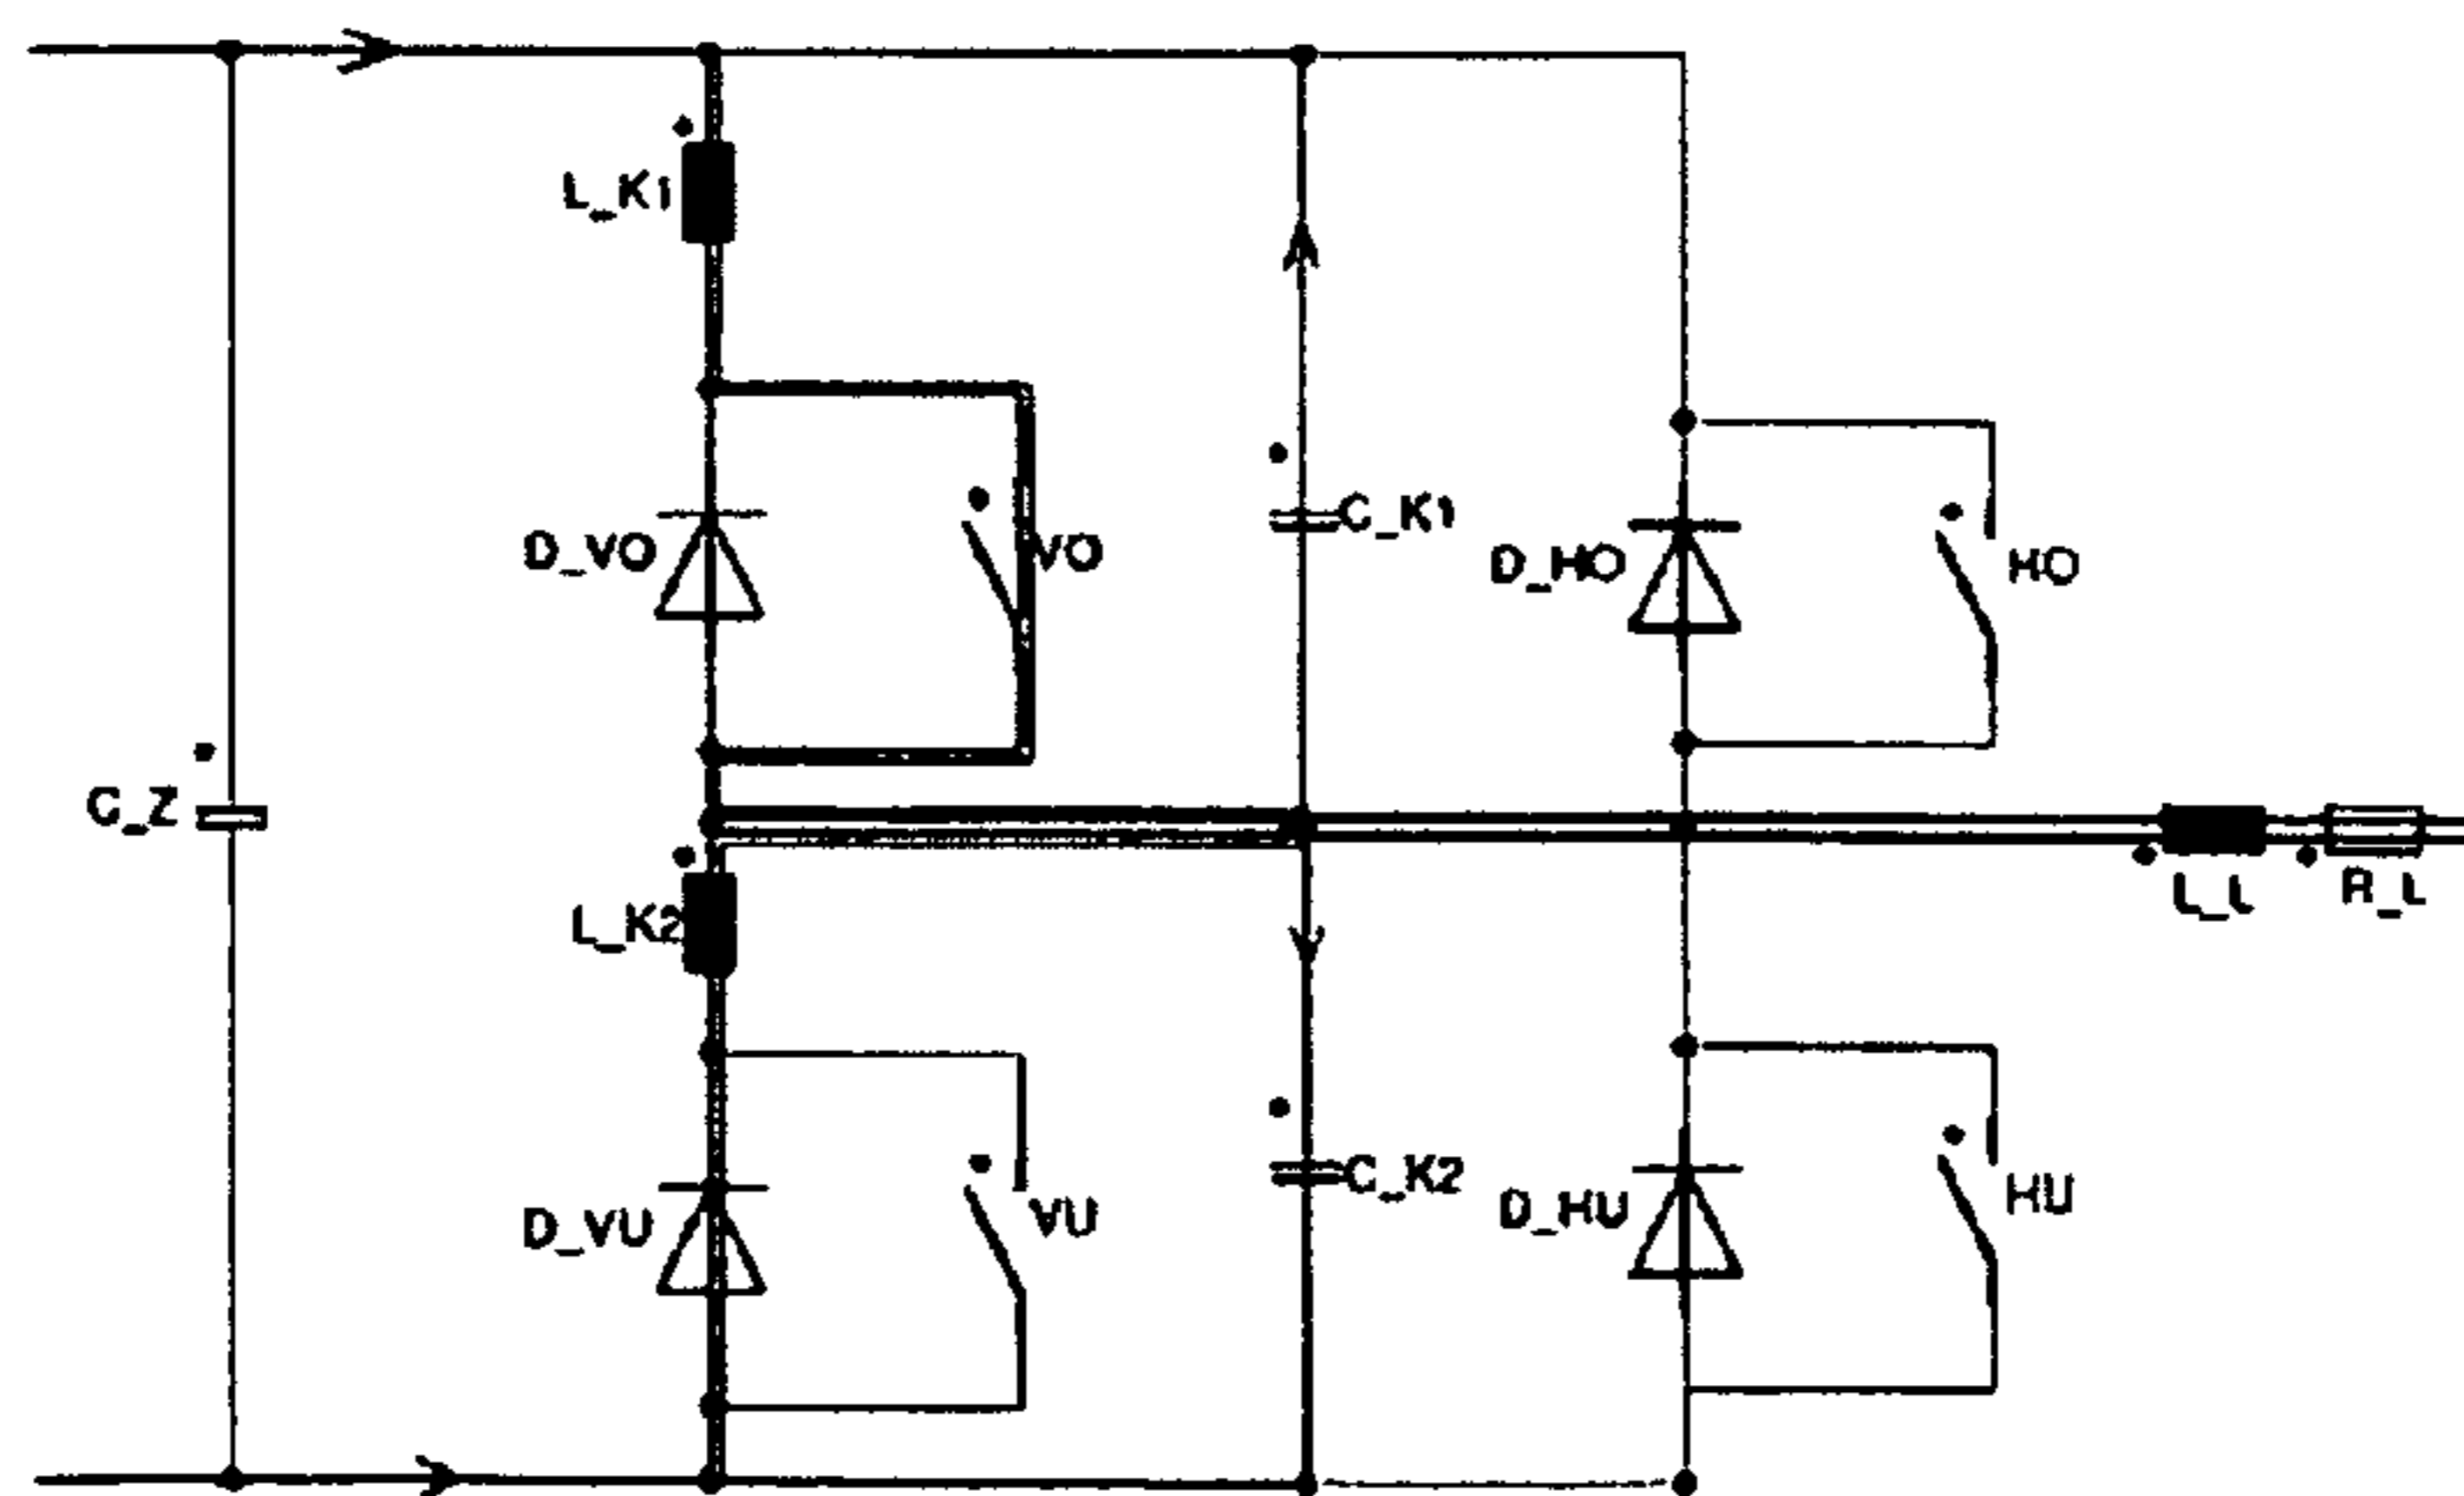 L_K1
C_K1
D_VO
VO
D_HO
HO
C_Z
L_L
R_L
L_K2
C_K2
D_VU
VU
D_HU
HU